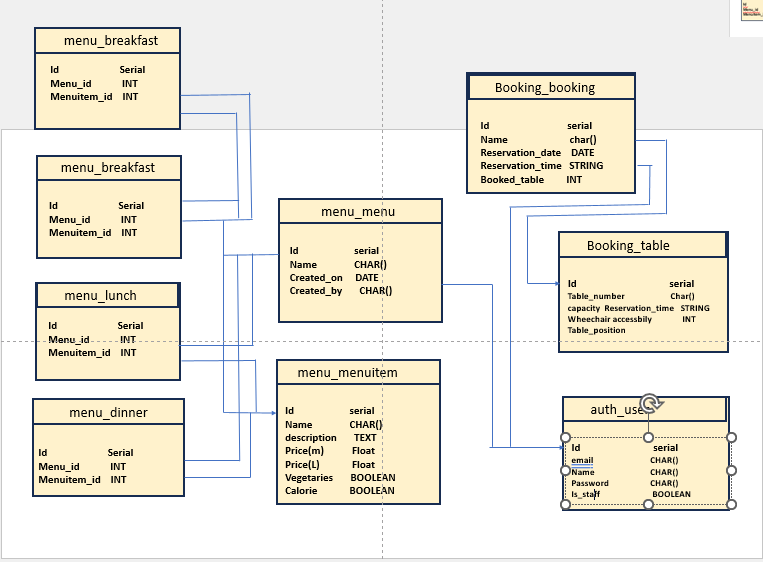 menu_breakfast
Id Serial
Menu_id INT
Menuitem_id INT
menu_breakfast
Id Serial
Menu_id INT
Menuitem_id INT
menu_lunch
Id Serial
Menu_id INT
Menuitem_id INT
menu_dinner
Id Serial
Menu_id INT
Menuitem_id INT
menu_menu
Id serial
Name CHAR()
Created_on DATE
Created_by CHAR()
menu_menuitem
Id serial
Name CHAR()
description TEXT
Price(m) Float
Price(L) Float
Vegetaries BOOLEAN
Calorie BOOLEAN
Booking_booking
Id serial
Name char()
Reservation_date DATE
Reservation_time STRING
Booked_table INT
Booking_table
Id serial
Table_number Char()
capacity Reservation_time STRING
Wheechair accessbily INT
Table_position
auth_use
Id serial
email CHAR()
Name CHAR()
Password CHAR()
Is_staff BOOLEAN